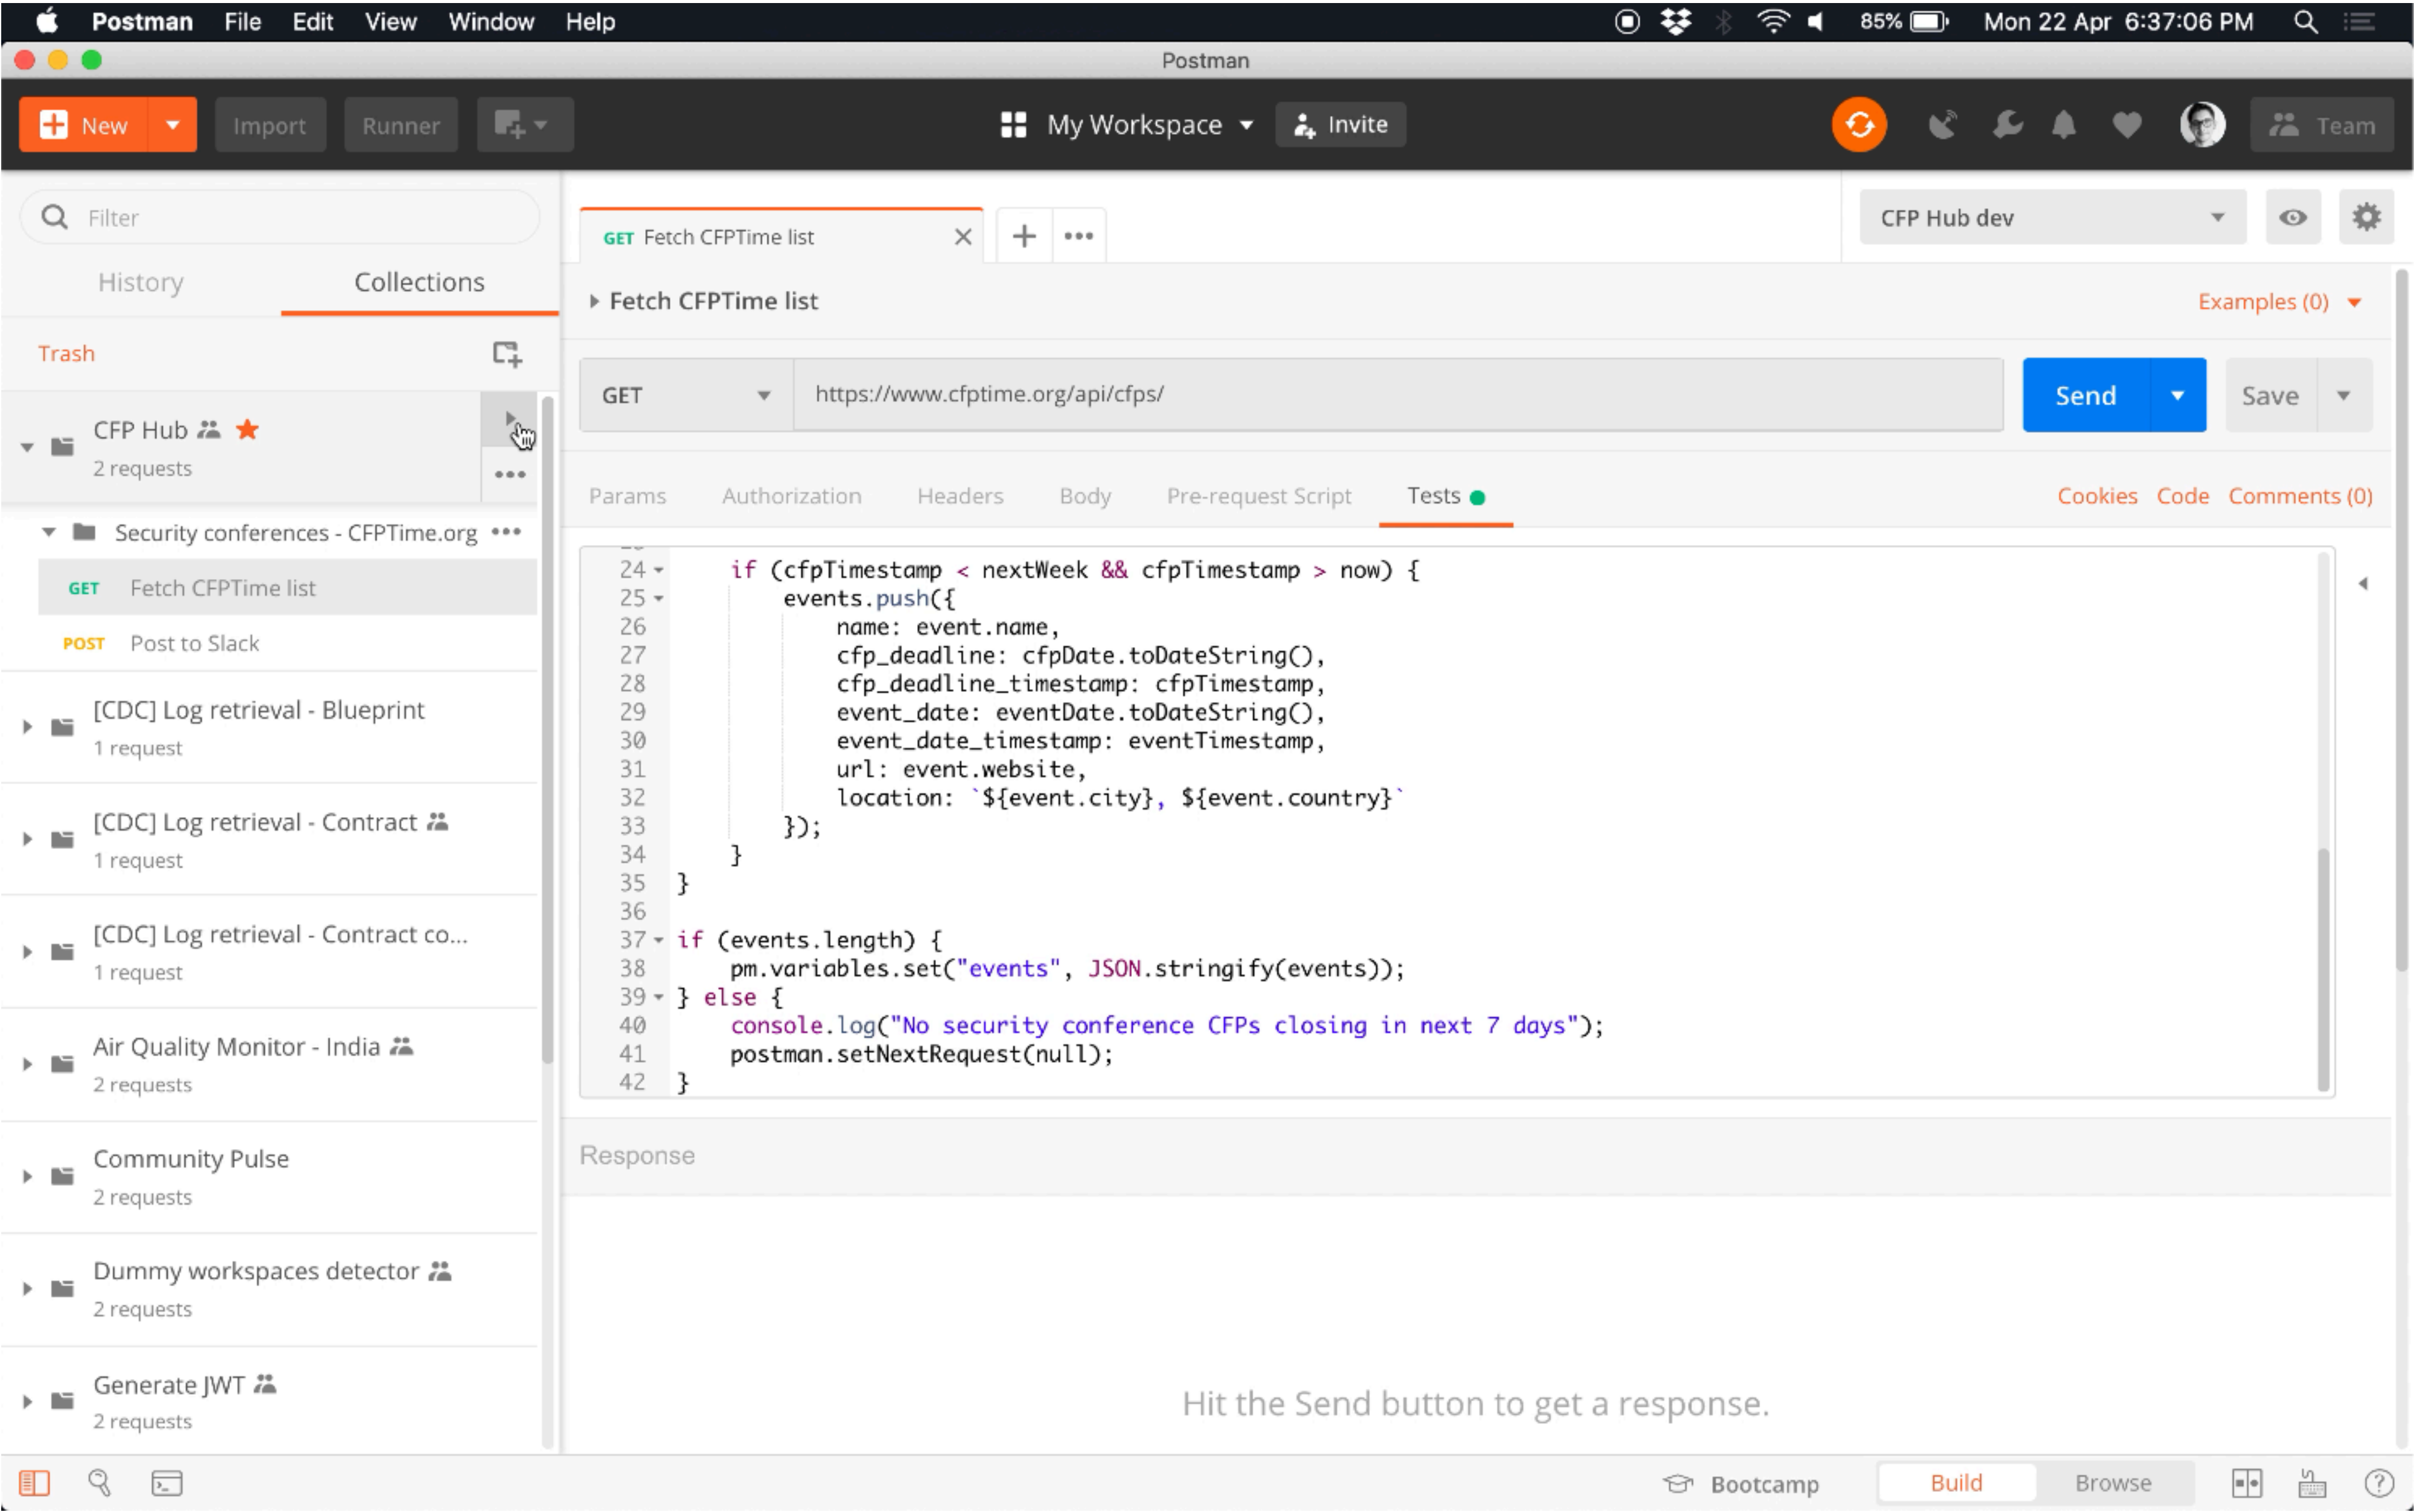 Postman File Edit View Window Help 85% Mon 22 Apr 6:37:06 PM
Postman
New Import Runner My Workspace Invite Team
Filter
History Collections
Trash
CFP Hub
2 requests
Security conferences - CFPTime.org
GET Fetch CFPTime list
POST Post to Slack
[CDC] Log retrieval - Blueprint
1 request
[CDC] Log retrieval - Contract
1 request
[CDC] Log retrieval - Contract co...
1 request
Air Quality Monitor - India
2 requests
Community Pulse
2 requests
Dummy workspaces detector
2 requests
Generate JWT
2 requests
GET Fetch CFPTime list
CFP Hub dev
Fetch CFPTime list
Examples (0)
GET https://www.cfptime.org/api/cfps/ Send Save
Params Authorization Headers Body Pre-request Script Tests Cookies Code Comments (0)
24 if (cfpTimestamp < nextWeek && cfpTimestamp > now) {
25 events.push({
26 name: event.name,
27 cfp_deadline: cfpDate.toDateString(),
28 cfp_deadline_timestamp: cfpTimestamp,
29 event_date: eventDate.toDateString(),
30 event_date_timestamp: eventTimestamp,
31 url: event.website,
32 location: `${event.city}, ${event.country}`
33 });
34 }
35 }
36
37 if (events.length) {
38 pm.variables.set("events", JSON.stringify(events));
39 } else {
40 console.log("No security conference CFPs closing in next 7 days");
41 postman.setNextRequest(null);
42 }
Response
Hit the Send button to get a response.
Bootcamp Build Browse